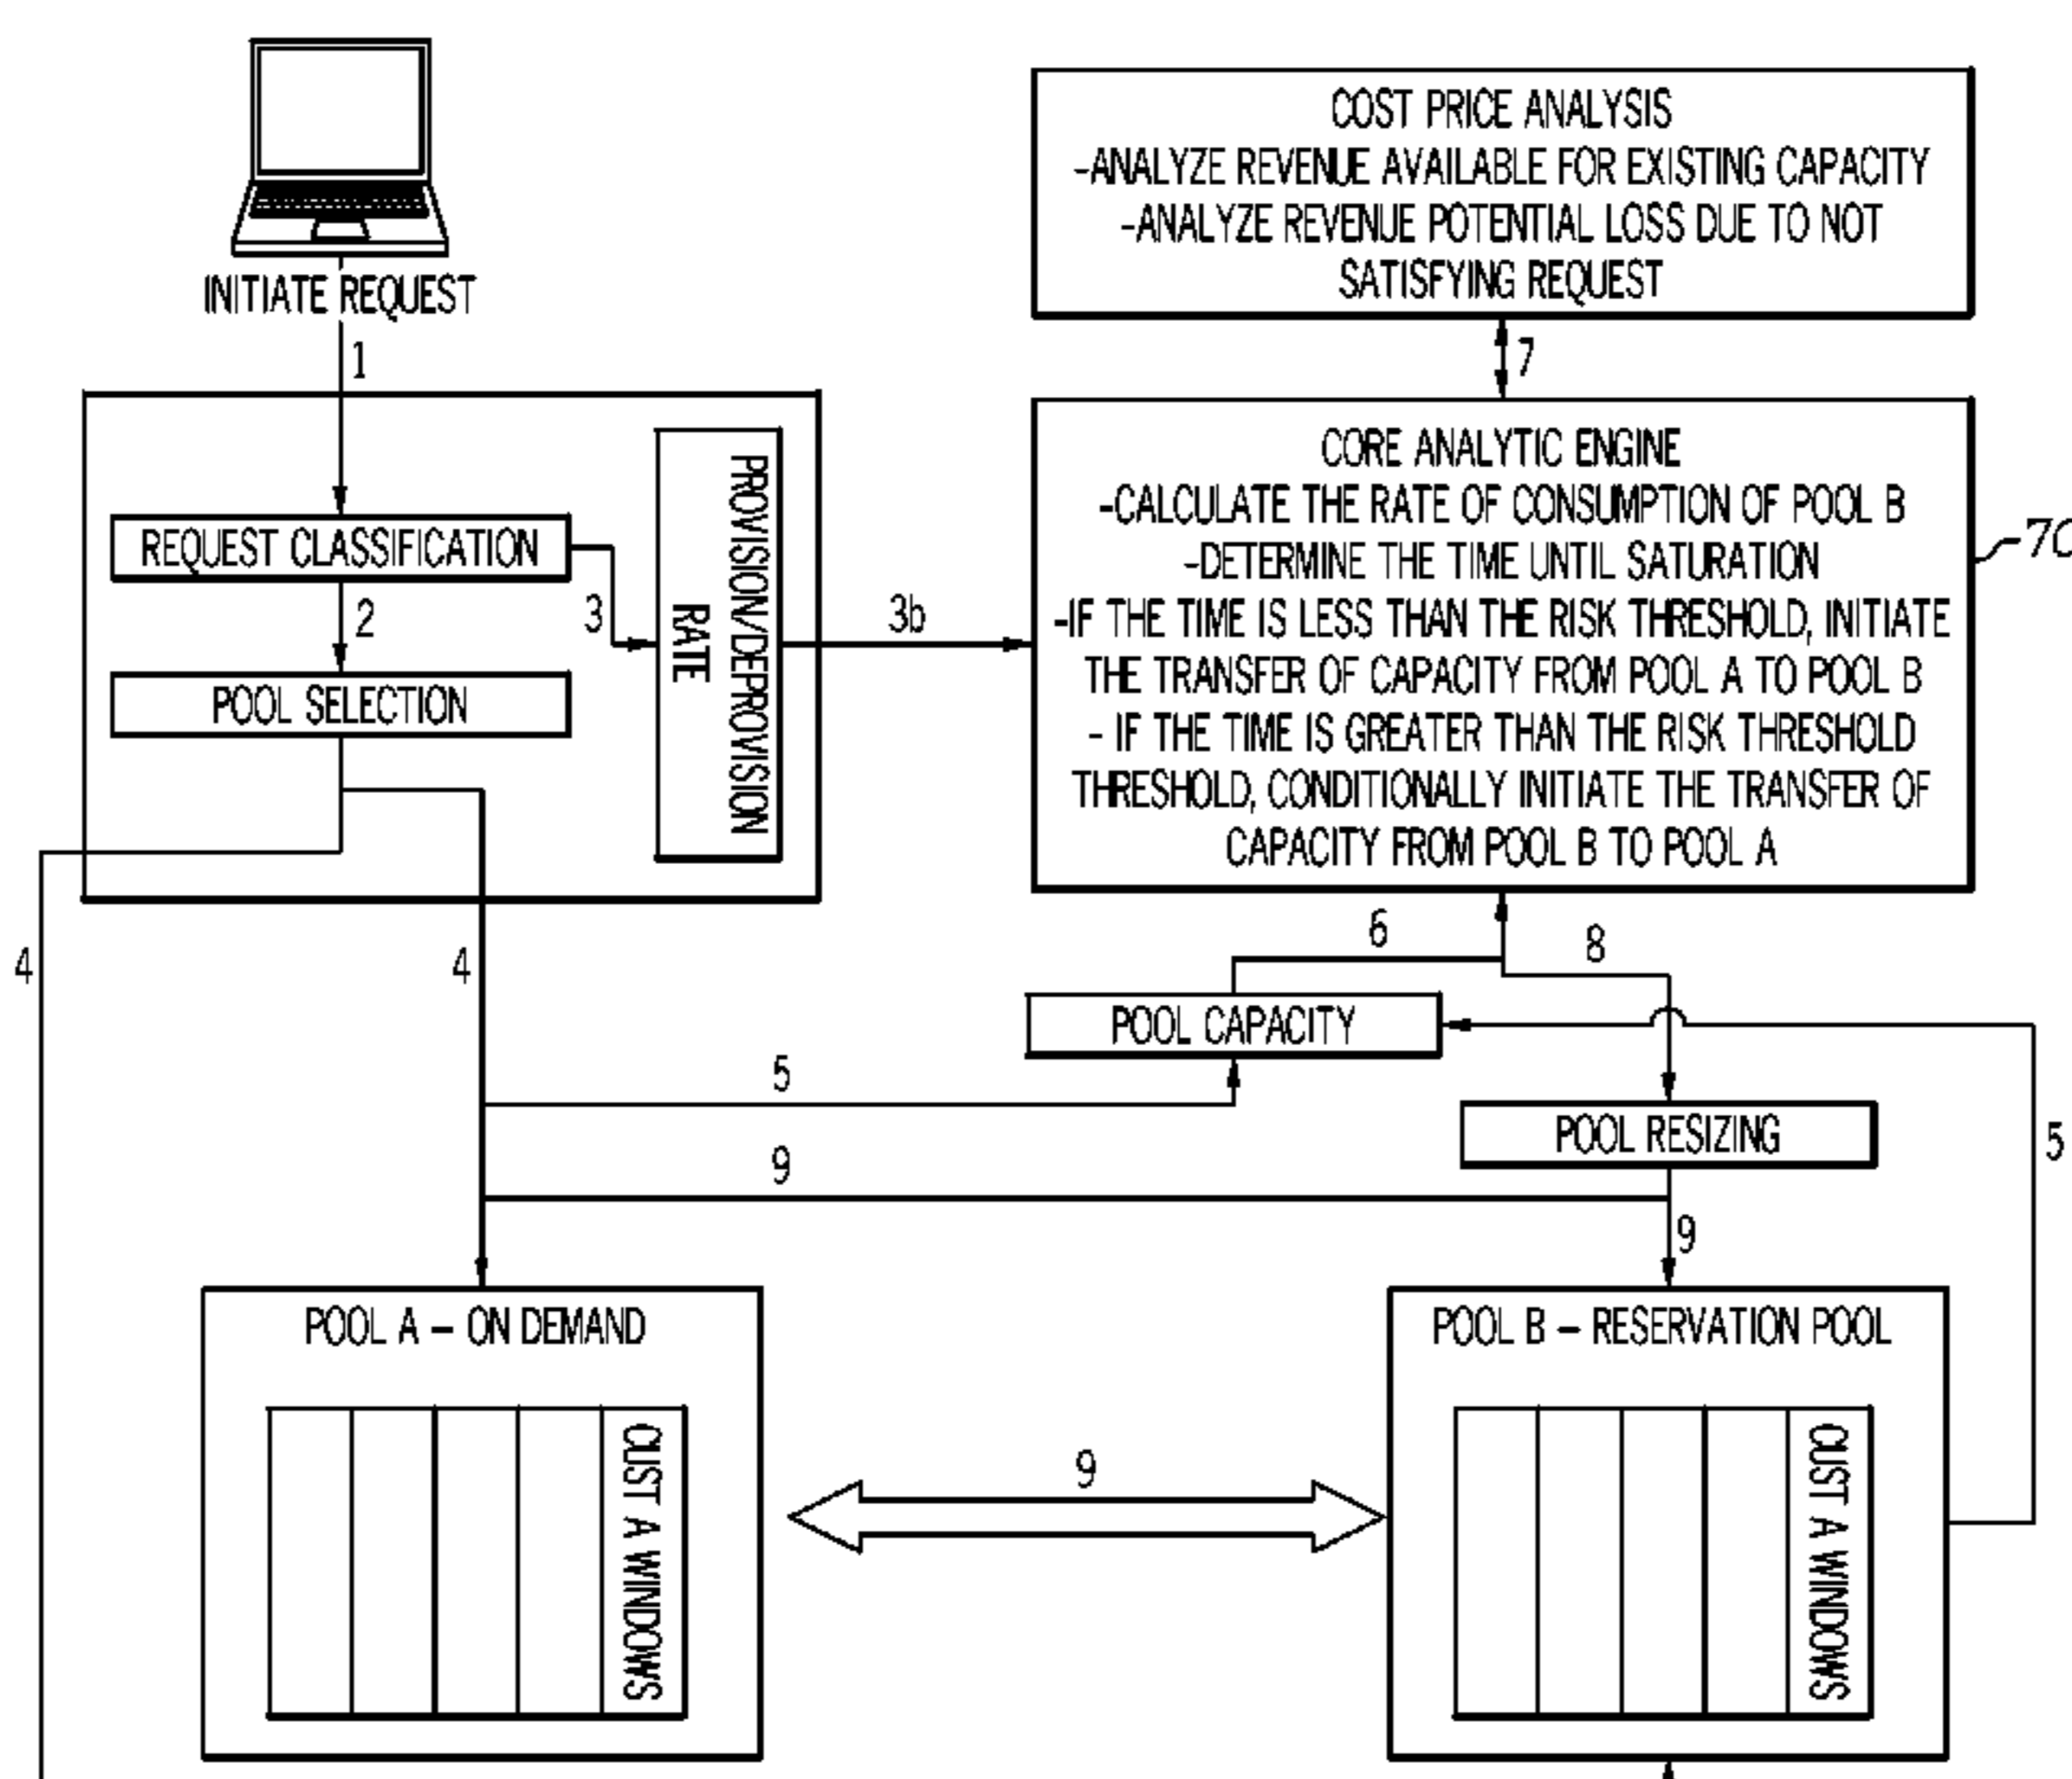 INITIATE REQUEST
1
COST PRICE ANALYSIS
-ANALYZE REVENUE AVAILABLE FOR EXISTING CAPACITY
-ANALYZE REVENUE POTENTIAL LOSS DUE TO NOT
SATISFYING REQUEST
7
REQUEST CLASSIFICATION
2
3
POOL SELECTION
PROVISION/DEPROVISION
RATE
3b
CORE ANALYTIC ENGINE
-CALCULATE THE RATE OF CONSUMPTION OF POOL B
-DETERMINE THE TIME UNTIL SATURATION
-IF THE TIME IS LESS THAN THE RISK THRESHOLD, INITIATE
THE TRANSFER OF CAPACITY FROM POOL A TO POOL B
- IF THE TIME IS GREATER THAN THE RISK THRESHOLD
THRESHOLD, CONDITIONALLY INITIATE THE TRANSFER OF
CAPACITY FROM POOL B TO POOL A
4
4
6
8
POOL CAPACITY
5
POOL RESIZING
5
9
9
POOL A – ON DEMAND
CUST A WINDOWS
9
POOL B – RESERVATION POOL
CUST A WINDOWS